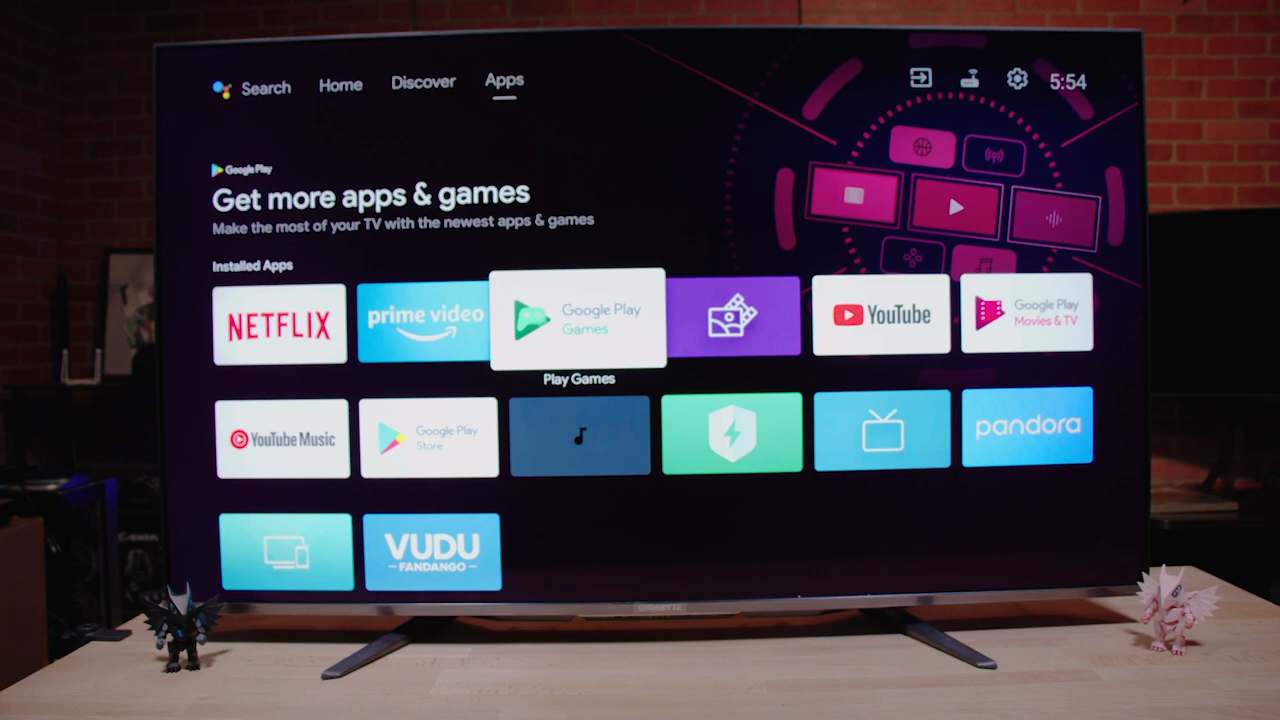 Search Home Discover Apps 5:54
Google Play
Get more apps & games
Make the most of your TV with the newest apps & games
Installed Apps
NETFLIX
prime video
Google Play
Games
YouTube
Google Play
Movies & TV
Play Games
YouTube Music
Google Play
Store
pandora
VUDU
FANDANGO
GIGABYTE